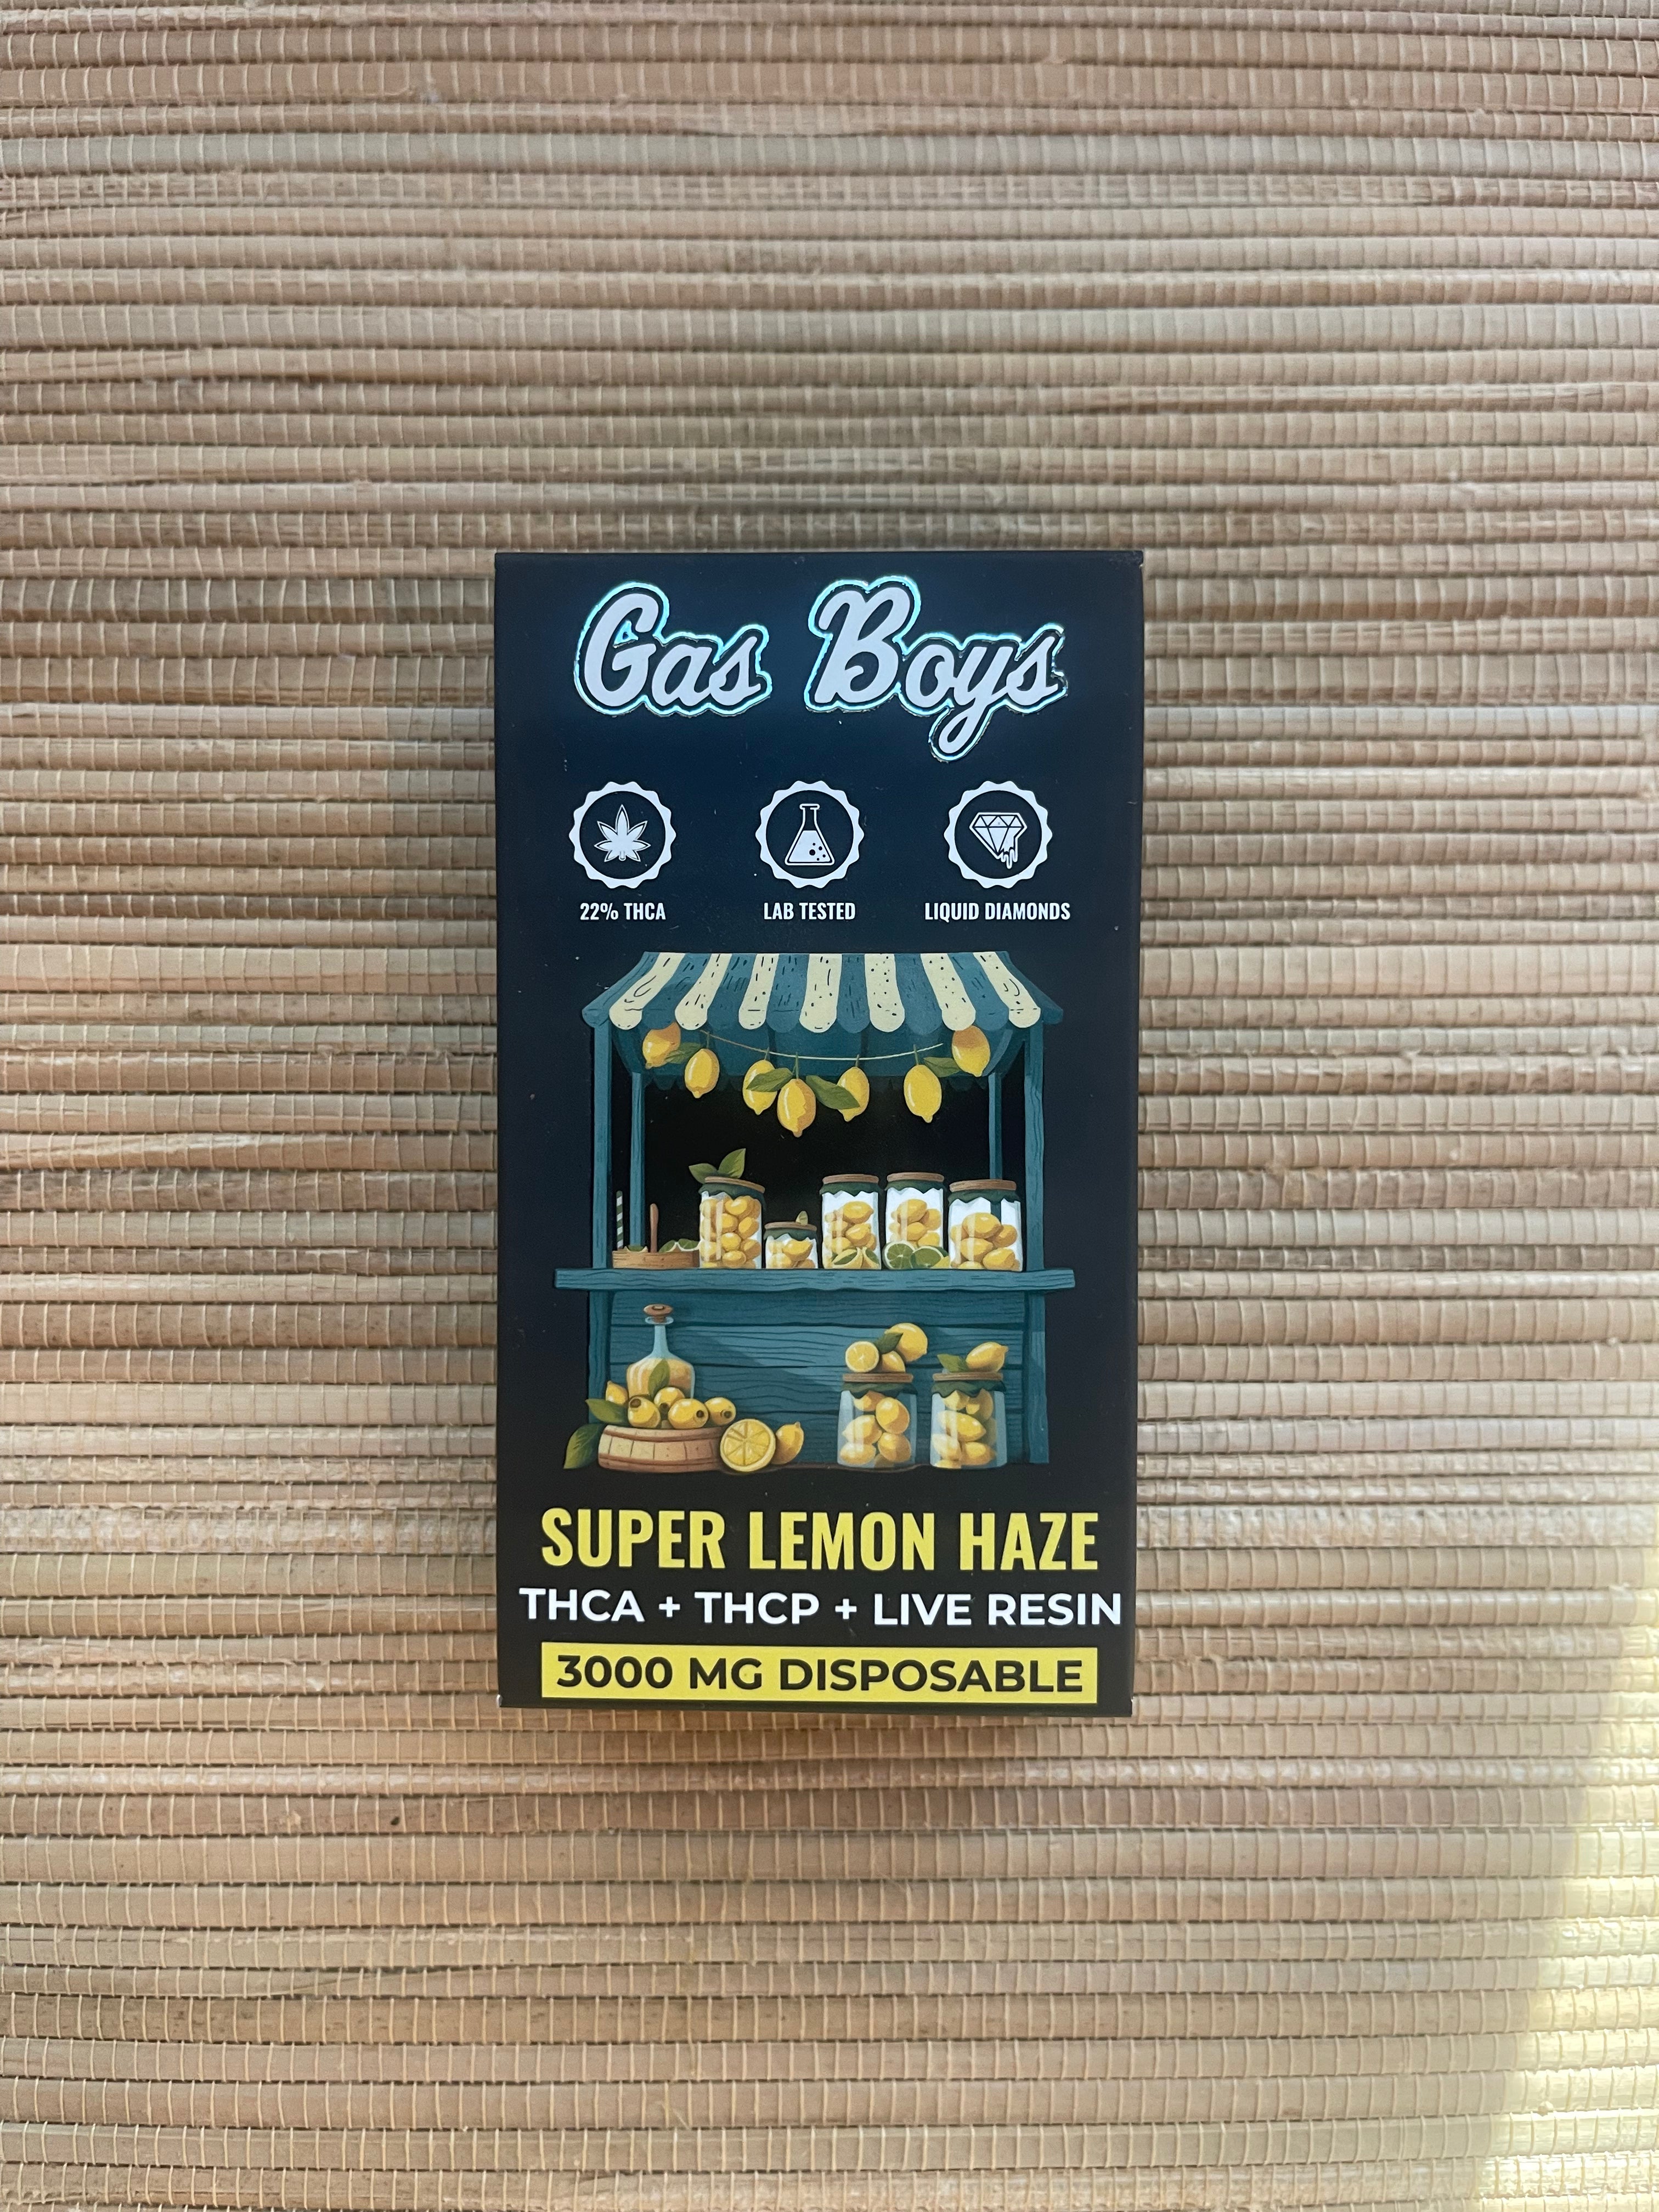 Gas Boys
22% THCA LAB TESTED LIQUID DIAMONDS
SUPER LEMON HAZE
THCA + THCP + LIVE RESIN
3000 MG DISPOSABLE